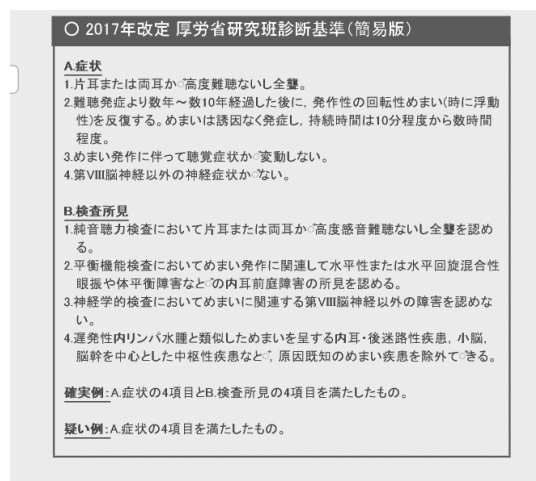 〇 2017年改定 厚労省研究班診断基準（簡易版）
A.症状
1.片耳または両耳か゛高度難聴ないし全聾。
2.難聴発症より数年～数10年経過した後に，発作性の回転性めまい(時に浮動
性)を反復する。めまいは誘因なく発症し，持続時間は10分程度から数時間
程度。
3.めまい発作に伴って聴覚症状か゛変動しない。
4.第Ⅷ脳神経以外の神経症状か゛ない。
B.検査所見
1.純音聴力検査において片耳または両耳か゛高度感音難聴ないし全聾を認め
る。
2.平衡機能検査においてめまい発作に関連して水平性または水平回旋混合性
眼振や体平衡障害なと゛の内耳前庭障害の所見を認める。
3.神経学的検査においてめまいに関連する第Ⅷ脳神経以外の障害を認めな
い。
4.遅発性内リンパ水腫と類似しためまいを呈する内耳・後迷路性疾患，小脳，
脳幹を中心とした中枢性疾患なと゛，原因既知のめまい疾患を除外て゛きる。
確実例：A.症状の4項目とB.検査所見の4項目を満たしたもの。
疑い例：A.症状の4項目を満たしたもの。